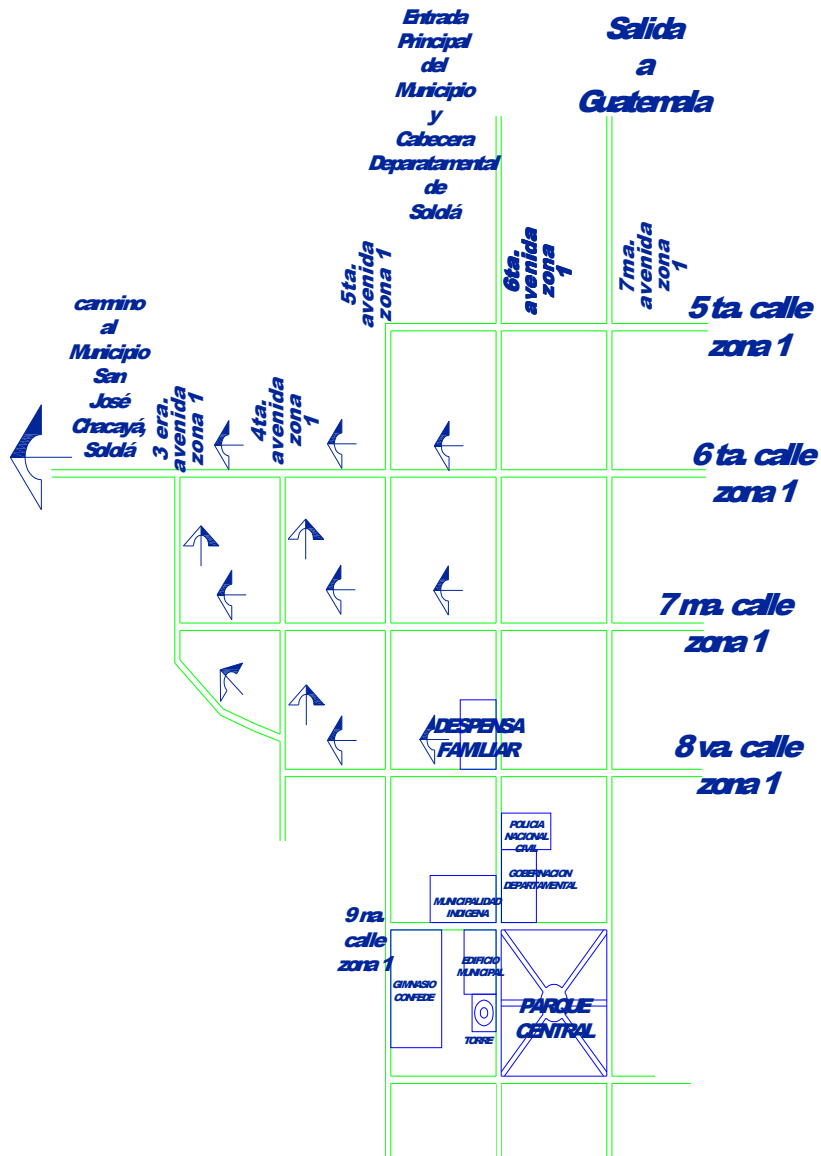 Entrada
Principal
del
Municipio
y
Cabecera
Deparatamental
de
Sololá
Salida
a
Guatemala
5ta.
avenida
zona 1
6ta.
avenida
zona
1
7ma.
avenida
zona
1
5 ta. calle
zona 1
camino
al
Municipio
San
José
Chacayá,
Sololá
3 era.
avenida
zona 1
4ta.
avenida
zona
1
6 ta. calle
zona 1
7 ma. calle
zona 1
DESPENSA
FAMILIAR
8 va. calle
zona 1
POLICIA
NACIONAL
CIVIL
GOBERNACION
DEPARTAMENTAL
MUNICIPALIDAD
INDIGENA
9 na.
calle
zona 1
GIMNASIO
CONFEDE
EDIFICIO
MUNICIPAL
TORRE
PARQUE
CENTRAL